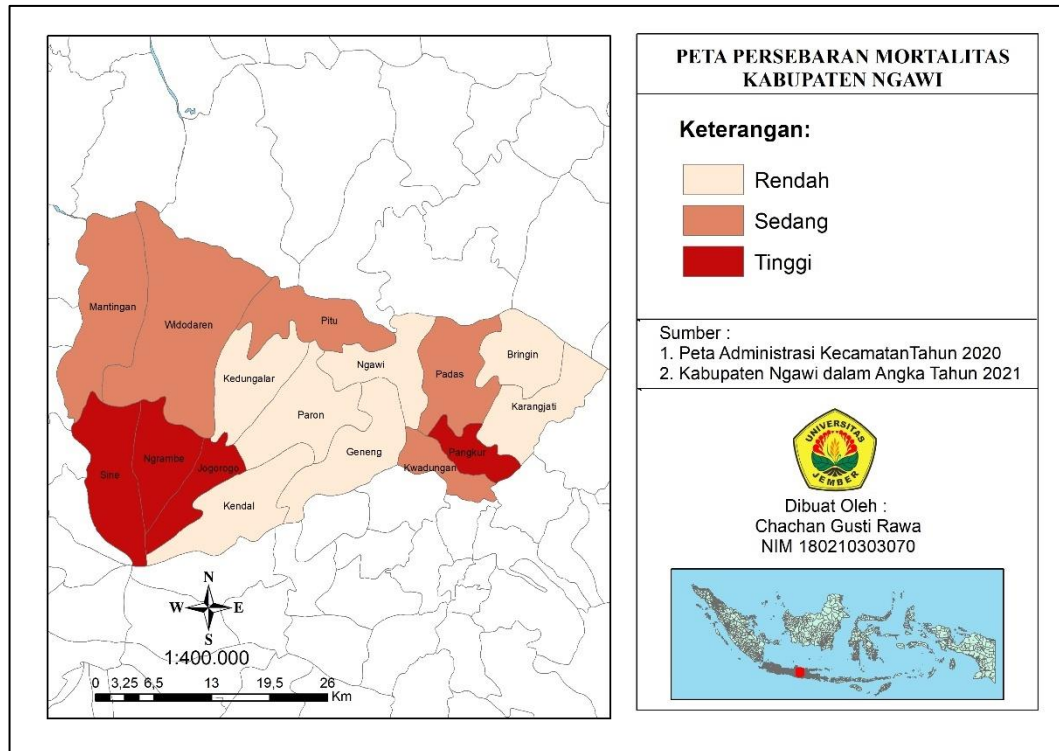 PETA PERSEBARAN MORTALITAS
KABUPATEN NGAWI
Keterangan:
Rendah
Sedang
Tinggi
Sumber :
1. Peta Administrasi KecamatanTahun 2020
2. Kabupaten Ngawi dalam Angka Tahun 2021
UNIVERSITAS
JEMBER
Dibuat Oleh :
Chachan Gusti Rawa
NIM 180210303070
Mantingan
Widodaren
Pitu
Kedungalar
Ngawi
Padas
Bringin
Karangjati
Paron
Geneng
Kwadungan
Pangkur
Sine
Ngrambe
Jogorogo
Kendal
N
W E
S
1:400.000
0 3,25 6,5 13 19,5 26
Km